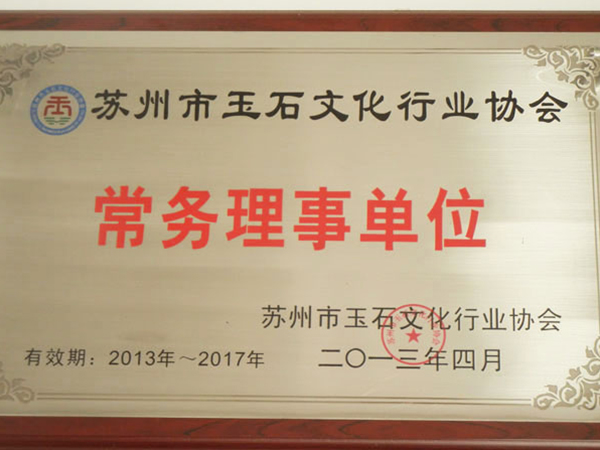 苏州市玉石文化行业协会
常务理事单位
苏州市玉石文化行业协会
有效期：2013年～2017年 二〇一三年四月